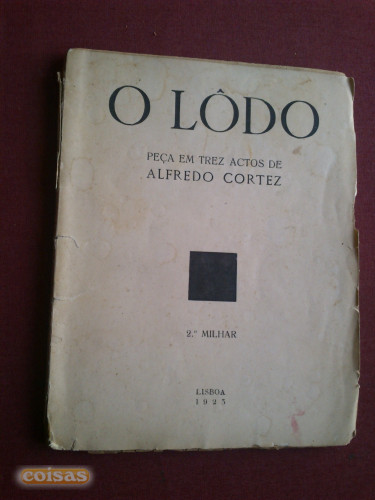 O LÔDO
PEÇA EM TREZ ACTOS DE
ALFREDO CORTEZ
2.º MILHAR
LISBOA
1923
coisas